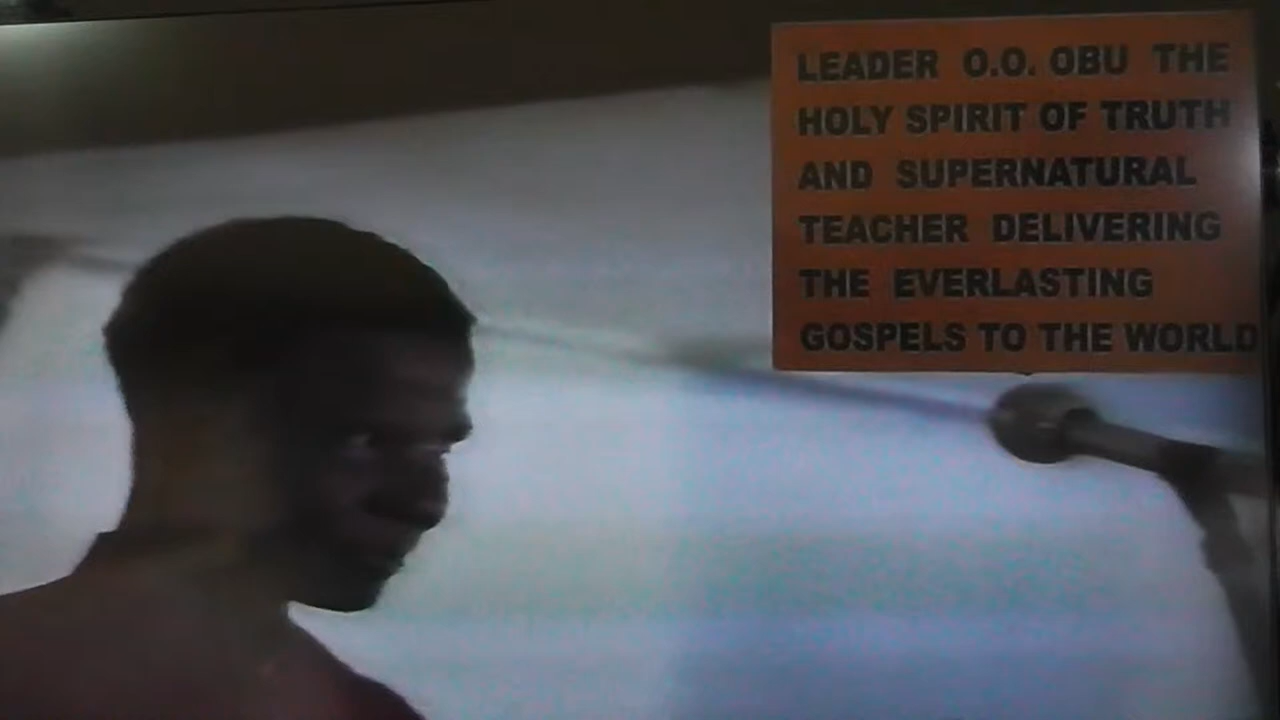 LEADER O.O. OBU THE
HOLY SPIRIT OF TRUTH
AND SUPERNATURAL
TEACHER DELIVERING
THE EVERLASTING
GOSPELS TO THE WORLD